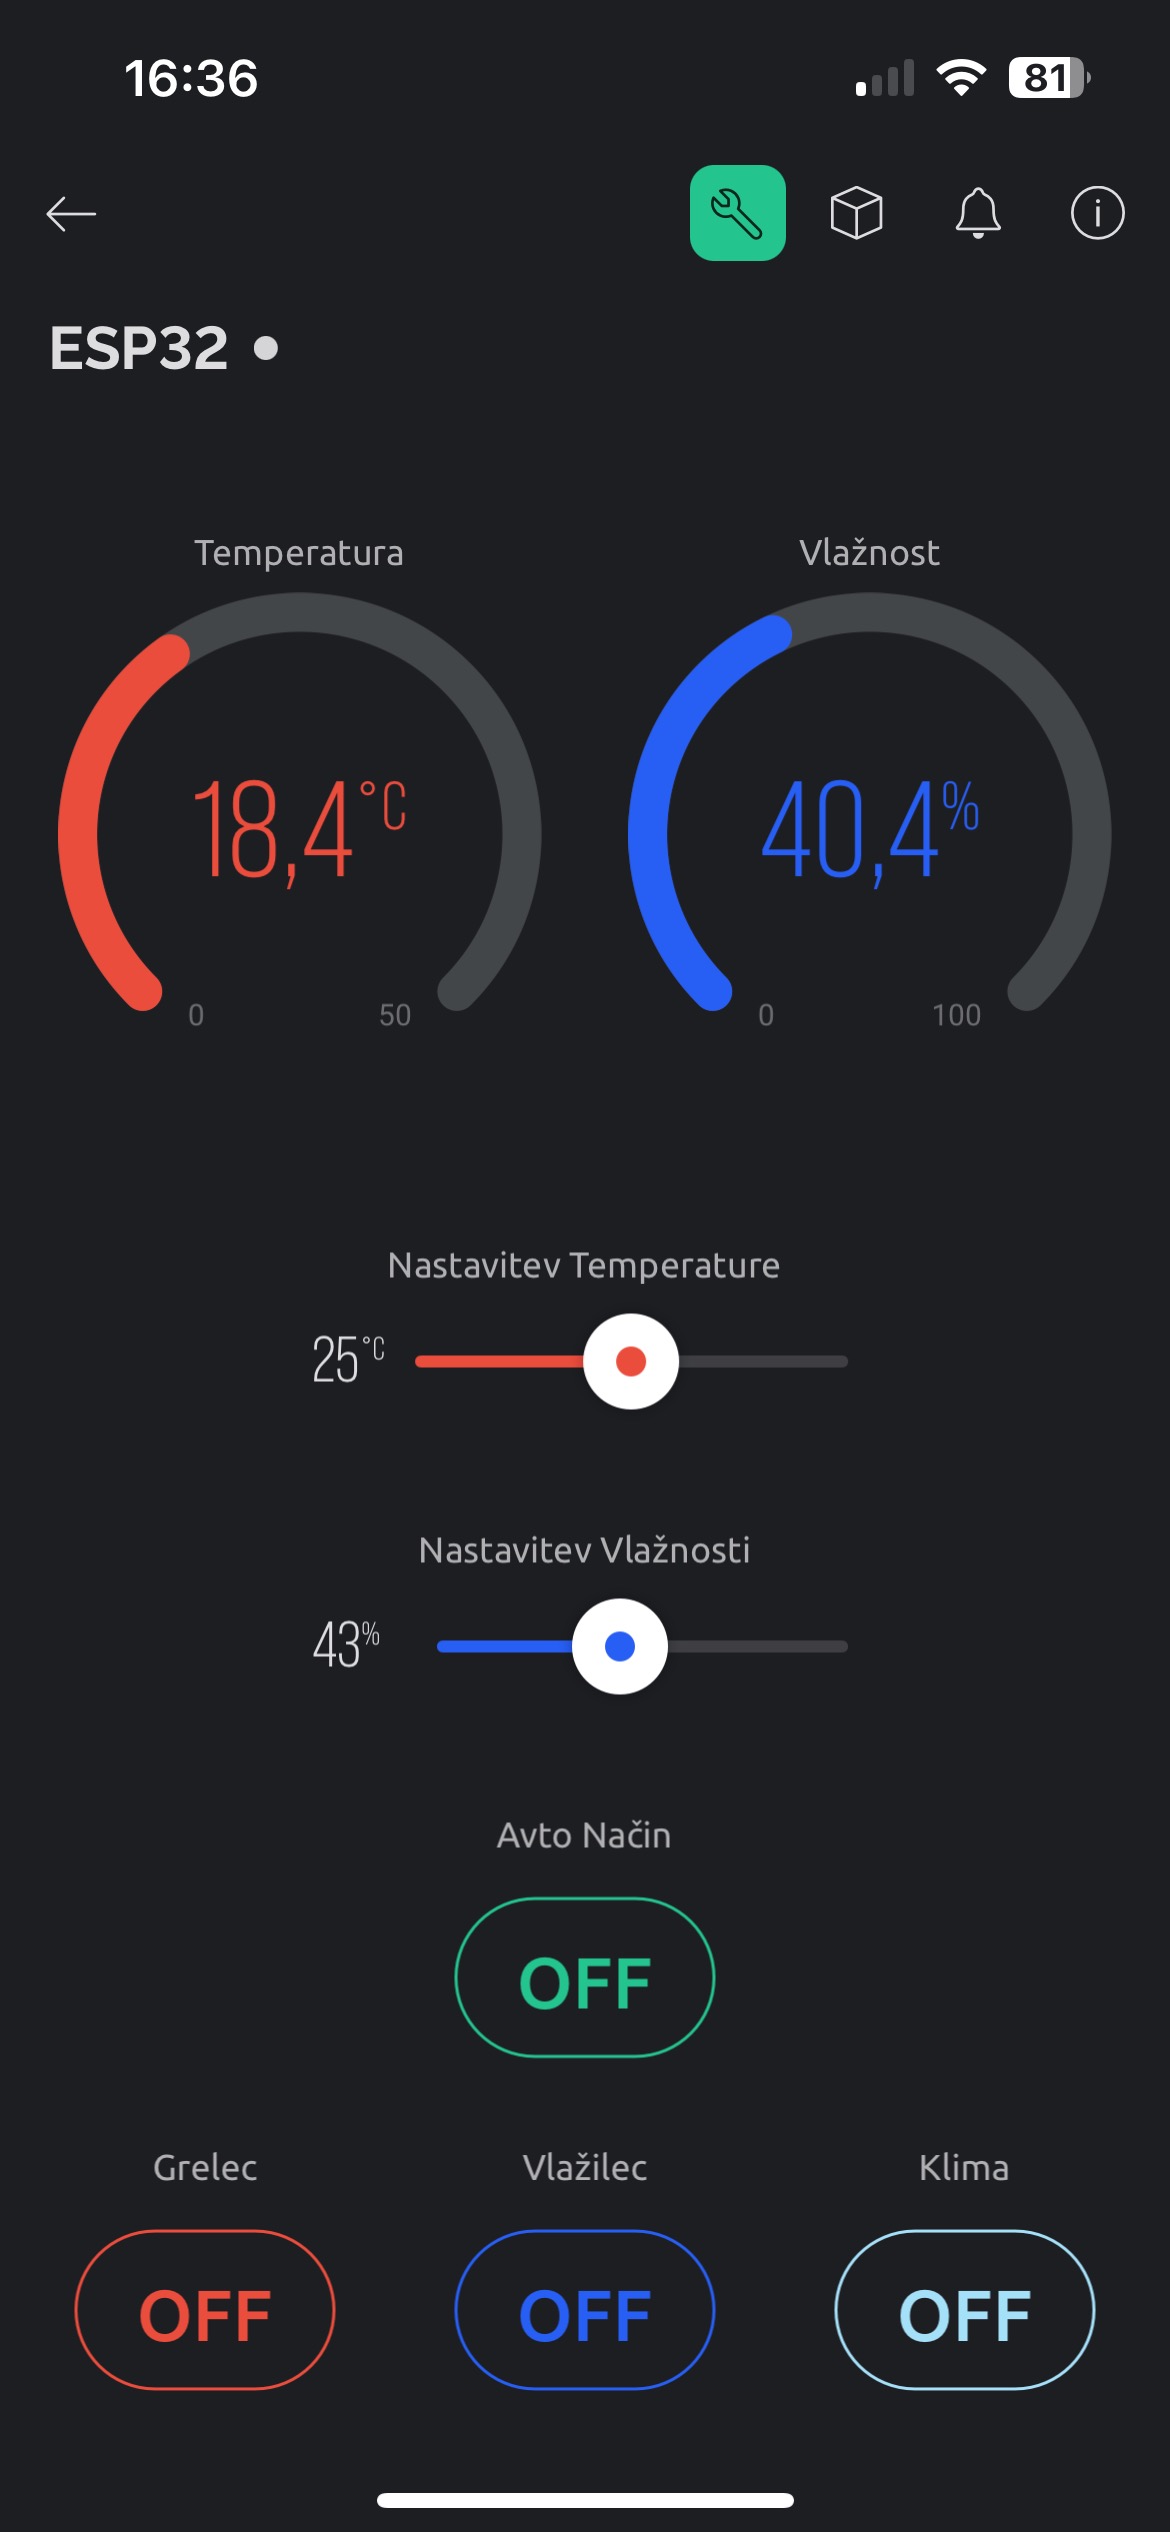 16:36
81
ESP32
Temperatura
Vlažnost
18,4°C
40,4%
0 50
0 100
Nastavitev Temperature
25°C
Nastavitev Vlažnosti
43%
Avto Način
OFF
Grelec
Vlažilec
Klima
OFF
OFF
OFF